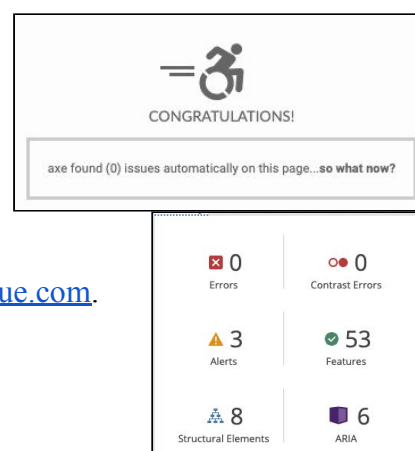 CONGRATULATIONS!
axe found (0) issues automatically on this page...so what now?
0 0
Errors Contrast Errors
ue.com.
3 53
Alerts Features
8 6
Structural Elements ARIA